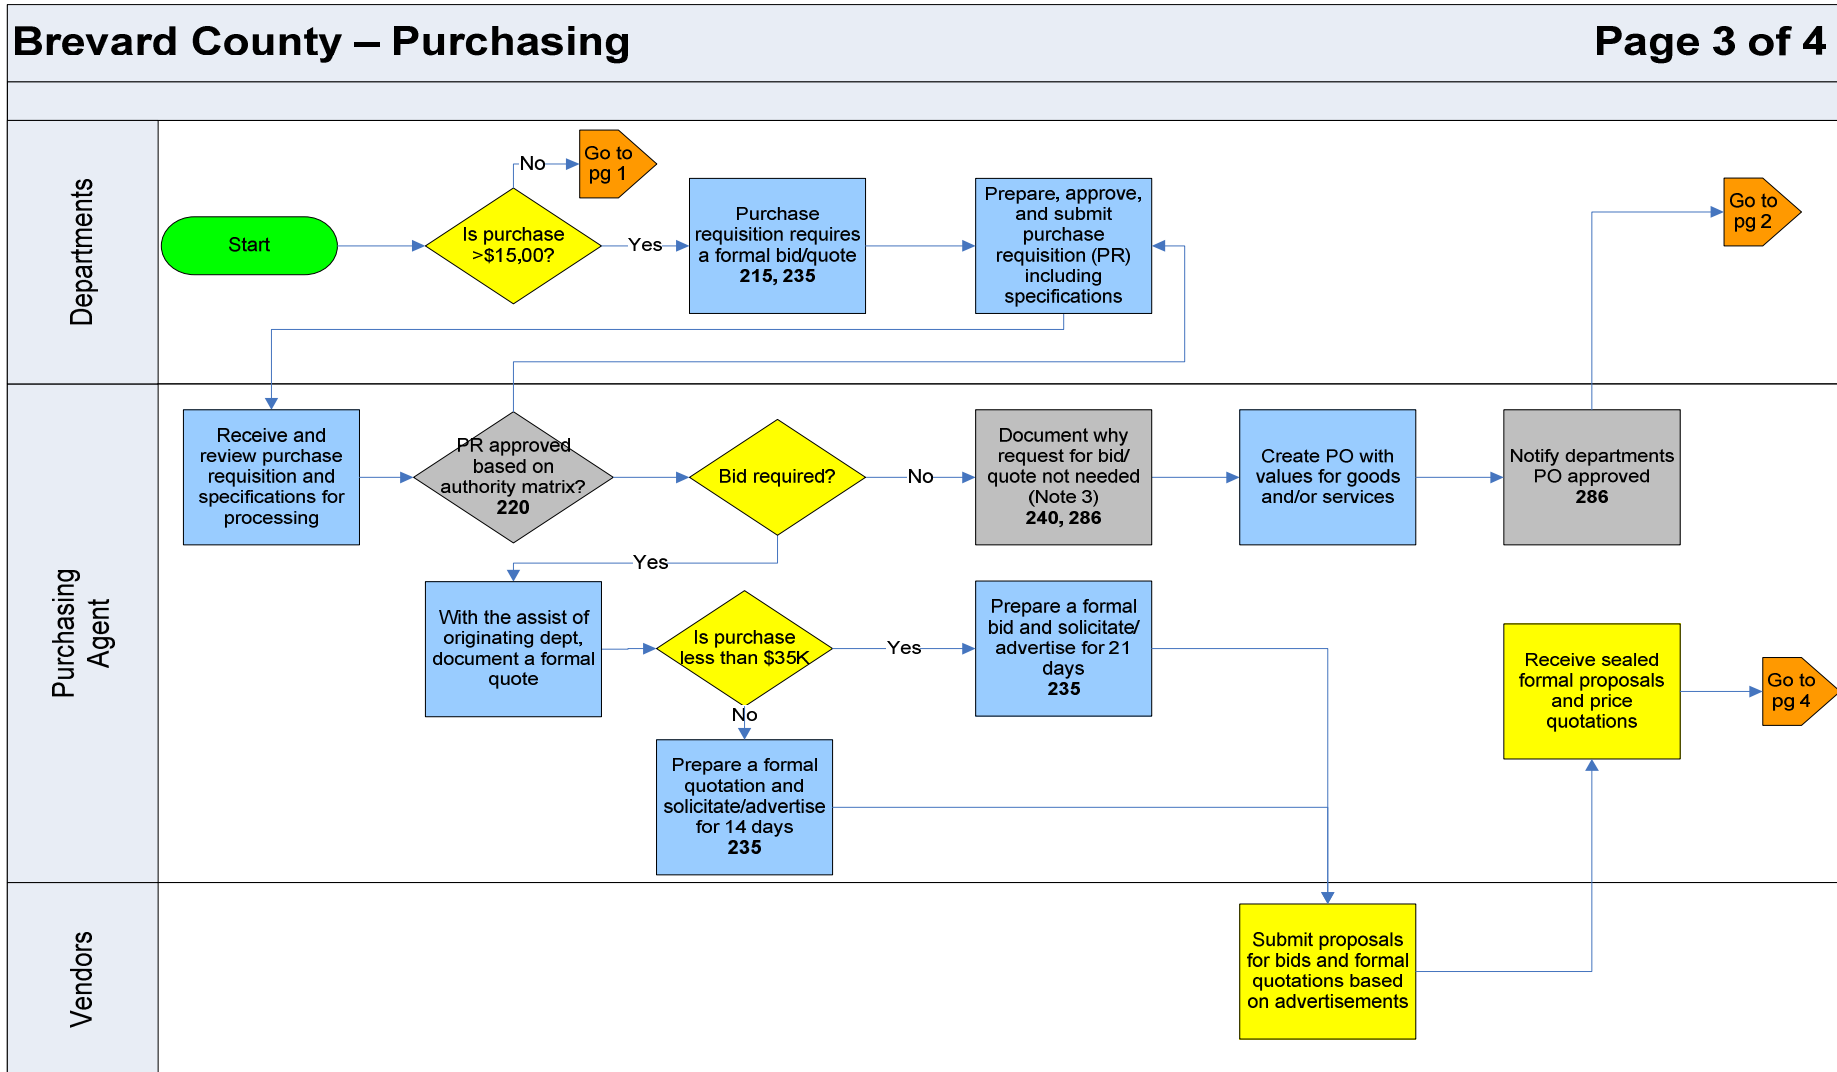 Brevard County – Purchasing
Page 3 of 4
Departments
Start
Is purchase
>$15,00?
No
Go to
pg 1
Yes
Purchase
requisition requires
a formal bid/quote
215, 235
Prepare, approve,
and submit
purchase
requisition (PR)
including
specifications
Go to
pg 2
Purchasing
Agent
Receive and
review purchase
requisition and
specifications for
processing
PR approved
based on
authority matrix?
220
Bid required?
No
Document why
request for bid/
quote not needed
(Note 3)
240, 286
Create PO with
values for goods
and/or services
Notify departments
PO approved
286
Yes
With the assist of
originating dept,
document a formal
quote
Is purchase
less than $35K
Yes
Prepare a formal
bid and solicitate/
advertise for 21
days
235
Receive sealed
formal proposals
and price
quotations
Go to
pg 4
No
Prepare a formal
quotation and
solicitate/advertise
for 14 days
235
Vendors
Submit proposals
for bids and formal
quotations based
on advertisements